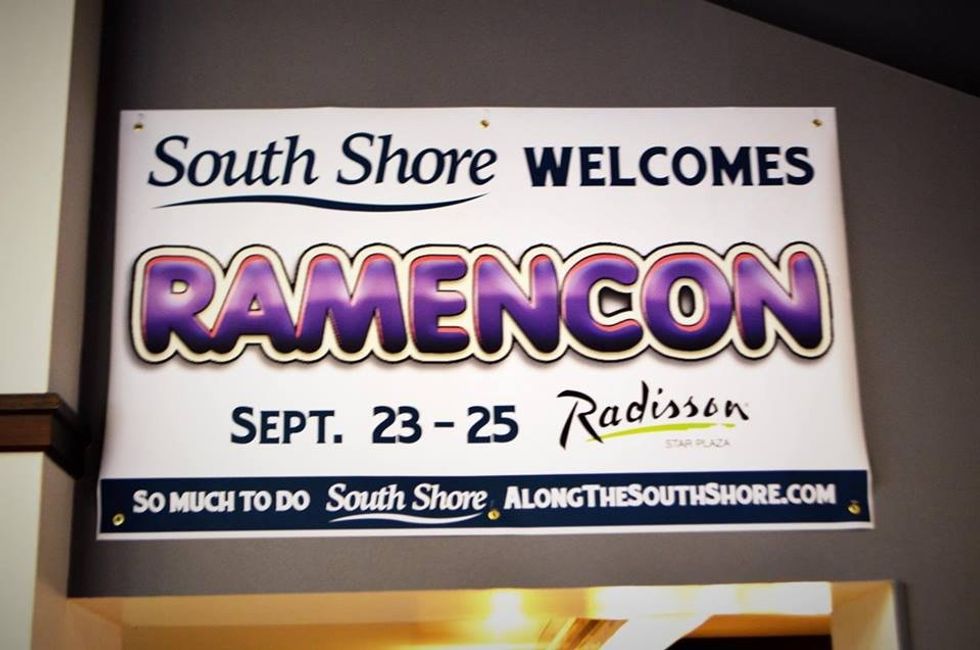 South Shore WELCOMES
RAMENCON
SEPT. 23 - 25 Radisson
STAR PLAZA
SO MUCH TO DO South Shore ALONGTHESOUTHSHORE.COM